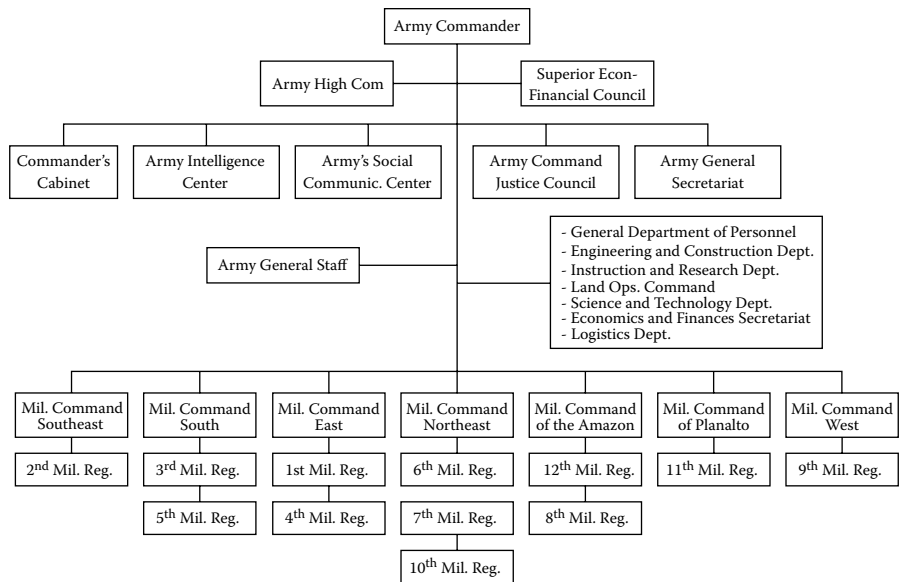 Army Commander
Army High Com
Superior Econ-
Financial Council
Commander's
Cabinet
Army Intelligence
Center
Army's Social
Communic. Center
Army Command
Justice Council
Army General
Secretariat
Army General Staff
- General Department of Personnel
- Engineering and Construction Dept.
- Instruction and Research Dept.
- Land Ops. Command
- Science and Technology Dept.
- Economics and Finances Secretariat
- Logistics Dept.
Mil. Command
Southeast
Mil. Command
South
Mil. Command
East
Mil. Command
Northeast
Mil. Command
of the Amazon
Mil. Command
of Planalto
Mil. Command
West
2nd Mil. Reg.
3rd Mil. Reg.
1st Mil. Reg.
6th Mil. Reg.
12th Mil. Reg.
11th Mil. Reg.
9th Mil. Reg.
5th Mil. Reg.
4th Mil. Reg.
7th Mil. Reg.
8th Mil. Reg.
10th Mil. Reg.